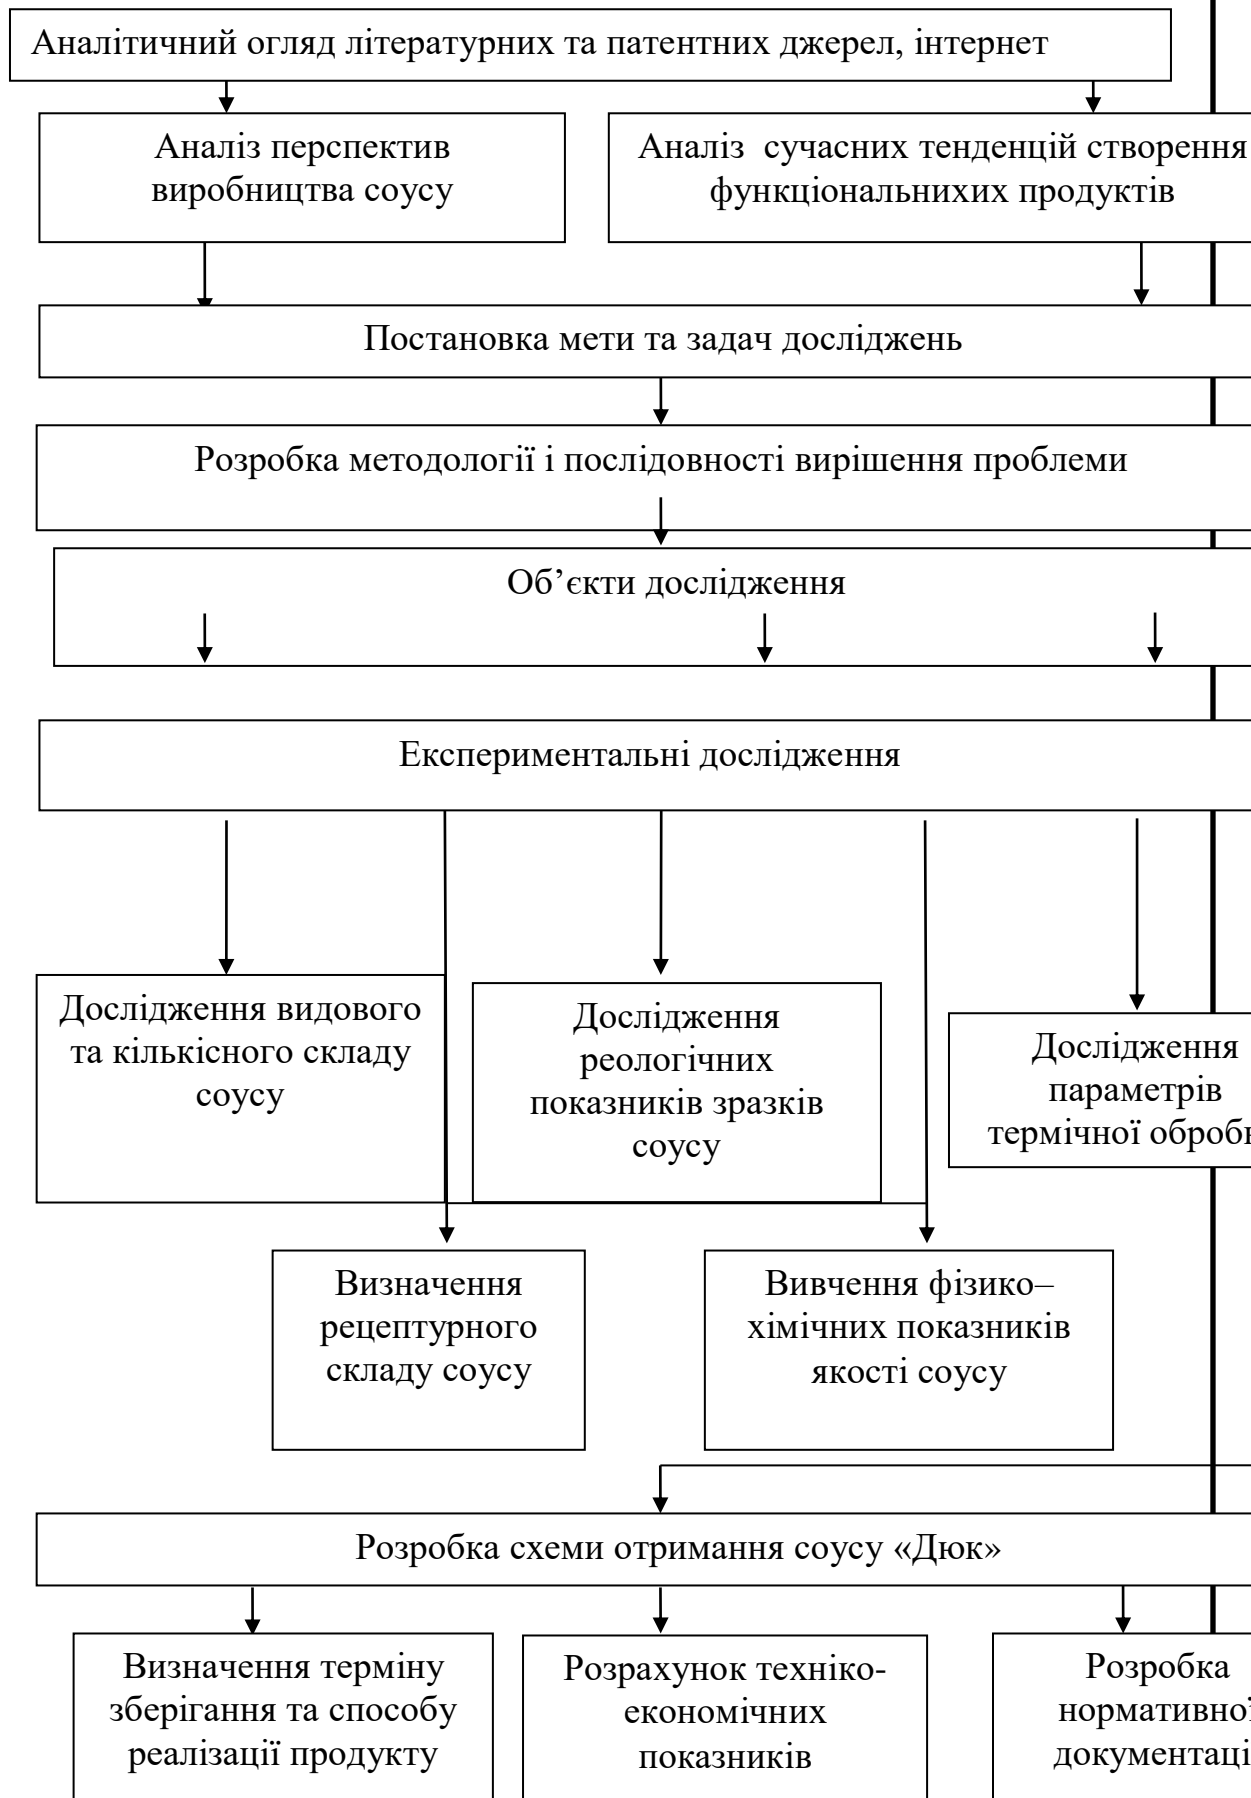 Аналітичний огляд літературних та патентних джерел, інтернет
Аналіз перспектив
виробництва соусу
Аналіз сучасних тенденцій створення
функціональнихих продуктів
Постановка мети та задач досліджень
Розробка методології і послідовності вирішення проблеми
Об’єкти дослідження
Експериментальні дослідження
Дослідження видового
та кількісного складу
соусу
Дослідження
реологічних
показників зразків
соусу
Дослідження
параметрів
термічної
Визначення
рецептурного
складу соусу
Вивчення фізико–
хімічних показників
якості соусу
Розробка схеми отримання соусу «Дюк»
Визначення терміну
зберігання та способу
реалізації продукту
Розрахунок техніко-
економічних
показників
Розробка
нормативної